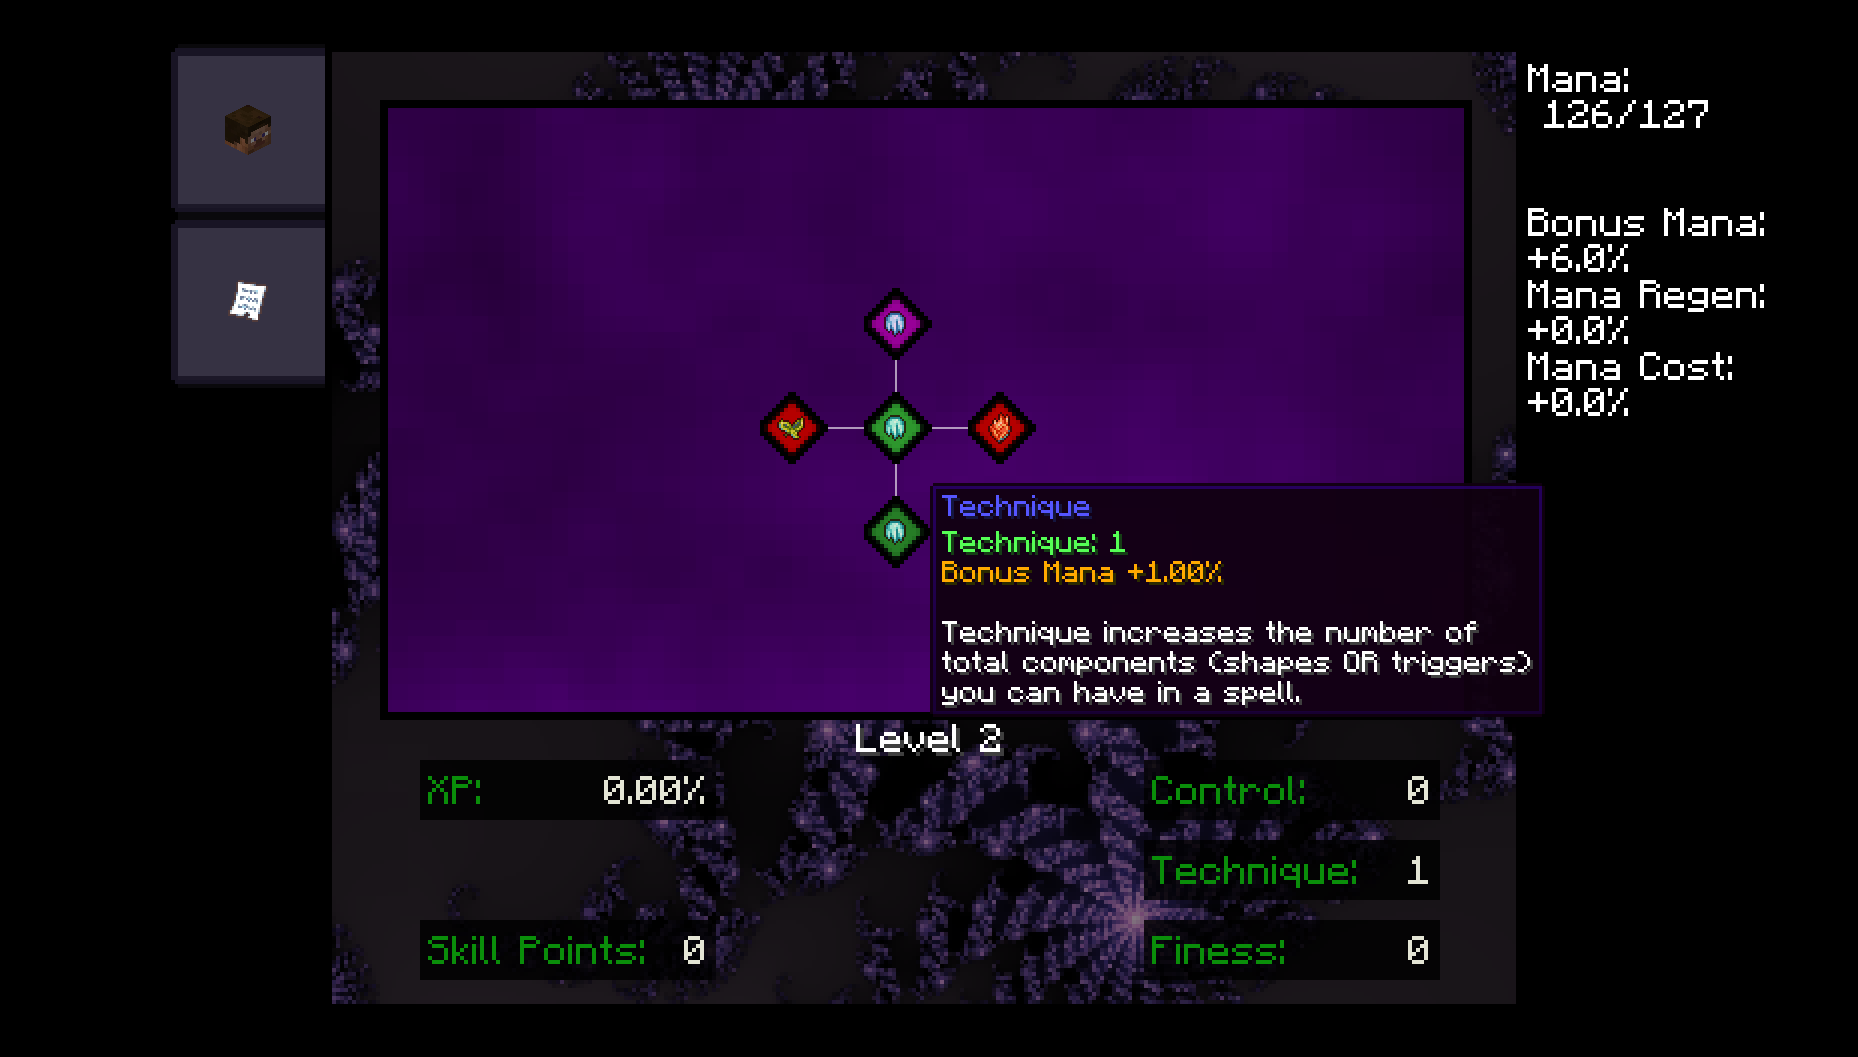 Mana:
126/127
Bonus Mana:
+6.0%
Mana Regen:
+0.0%
Mana Cost:
+0.0%
Technique
Technique: 1
Bonus Mana +1.00%
Technique increases the number of
total components (shapes OR triggers)
you can have in a spell.
Level 2
XP: 0.00%
Control: 0
Technique: 1
Skill Points: 0
Finess: 0